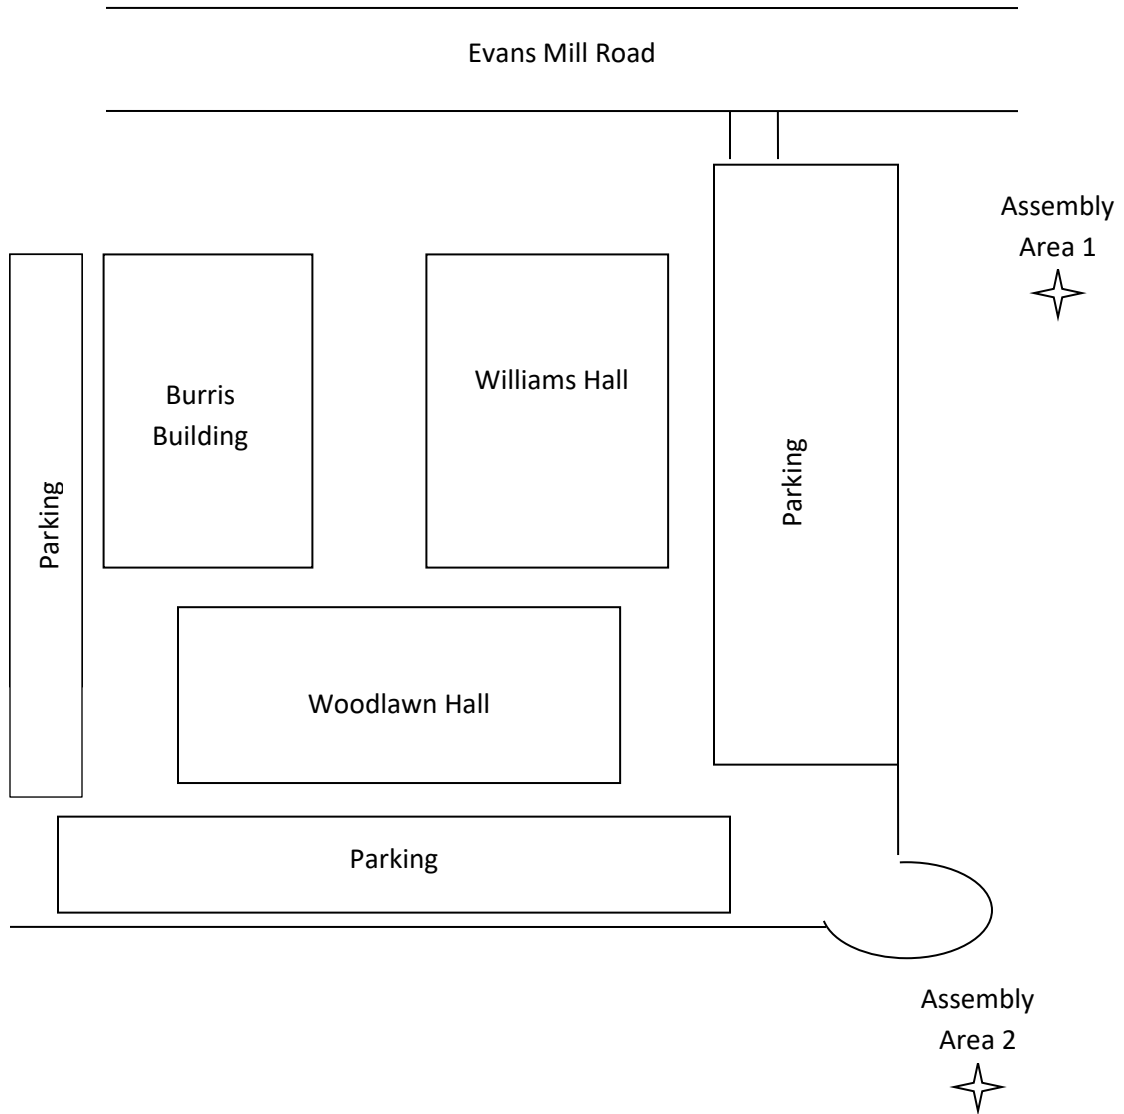 Evans Mill Road
Assembly
Area 1
Williams Hall
Burris
Building
Parking
Parking
Woodlawn Hall
Parking
Assembly
Area 2